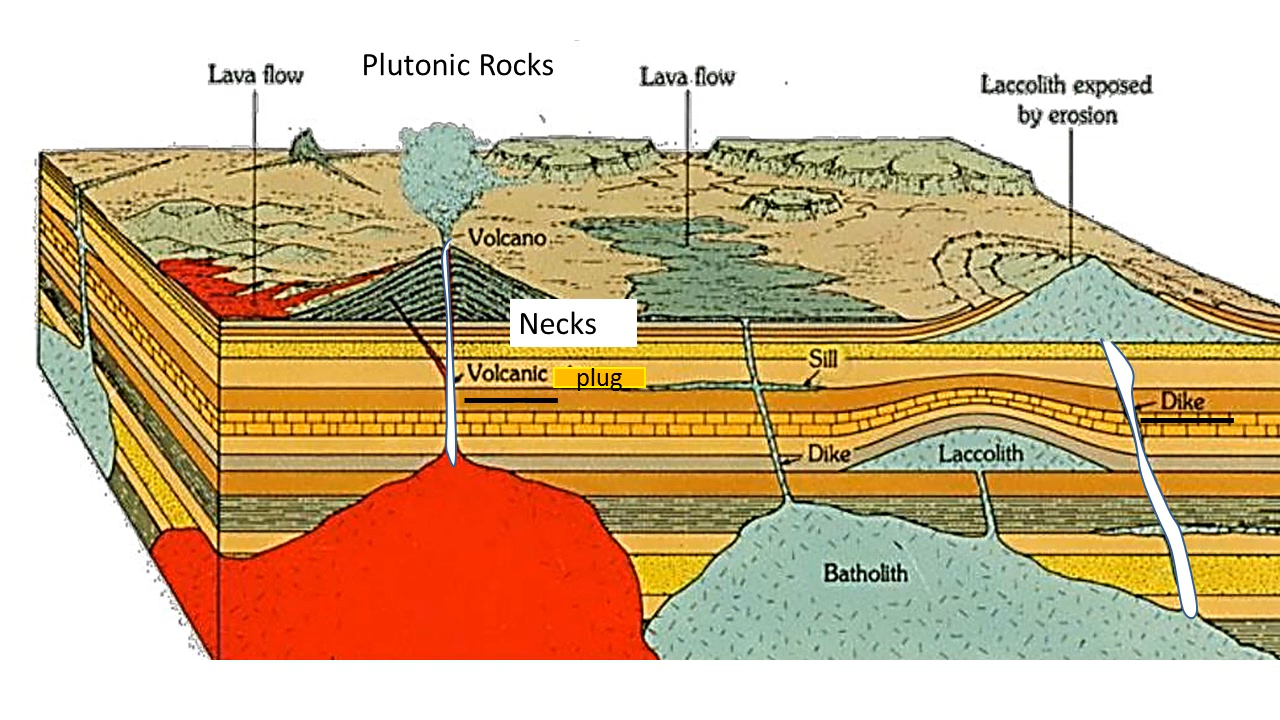 Plutonic Rocks
Lava flow
Lava flow
Laccolith exposed
by erosion
Volcano
Necks
Volcanic plug
Sill
Dike
Dike
Laccolith
Batholith